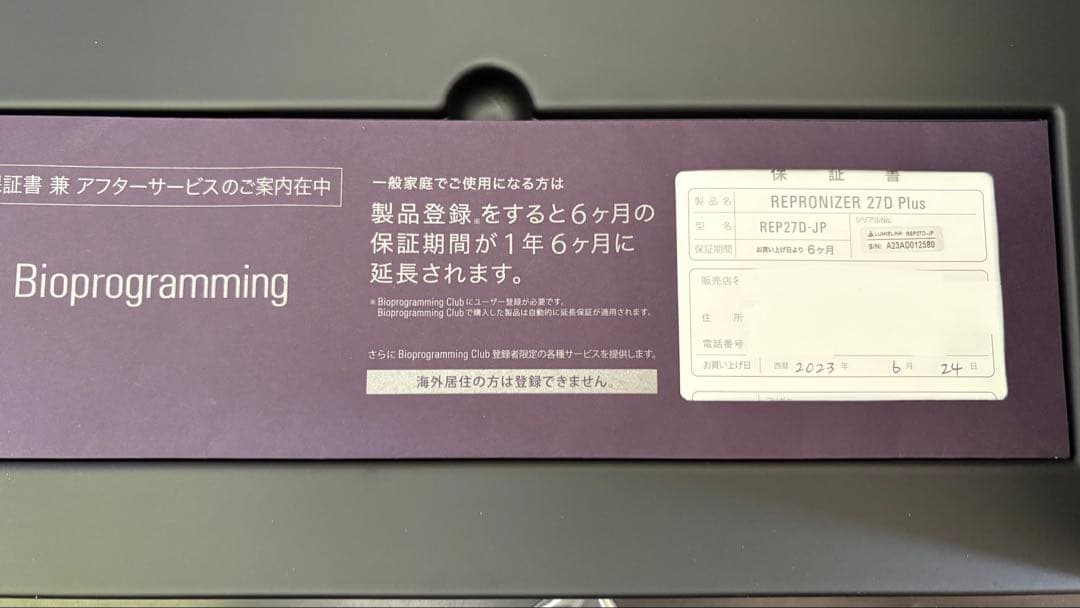 証書 兼 アフターサービスのご案内在中
Bioprogramming
一般家庭でご使用になる方は
製品登録※をすると6ヶ月の
保証期間が1年6ヶ月に
延長されます。
※ Bioprogramming Clubにユーザー登録が必要です。
Bioprogramming Clubで購入した製品は自動的に延長保証が適用されます。
さらに Bioprogramming Club 登録者限定の各種サービスを提供します。
海外居住の方は登録できません。
保 証 書
製品名 REPRONIZER 27D Plus
型 名 REP27D-JP シリアルNo.
LUMIELINA REP27D-JP
S/N: A23AD012580
保証期間 お買い上げ日より 6ヶ月
販売店名
住 所
電話番号
お買い上げ日 西暦 2023 年 6 月 24 日